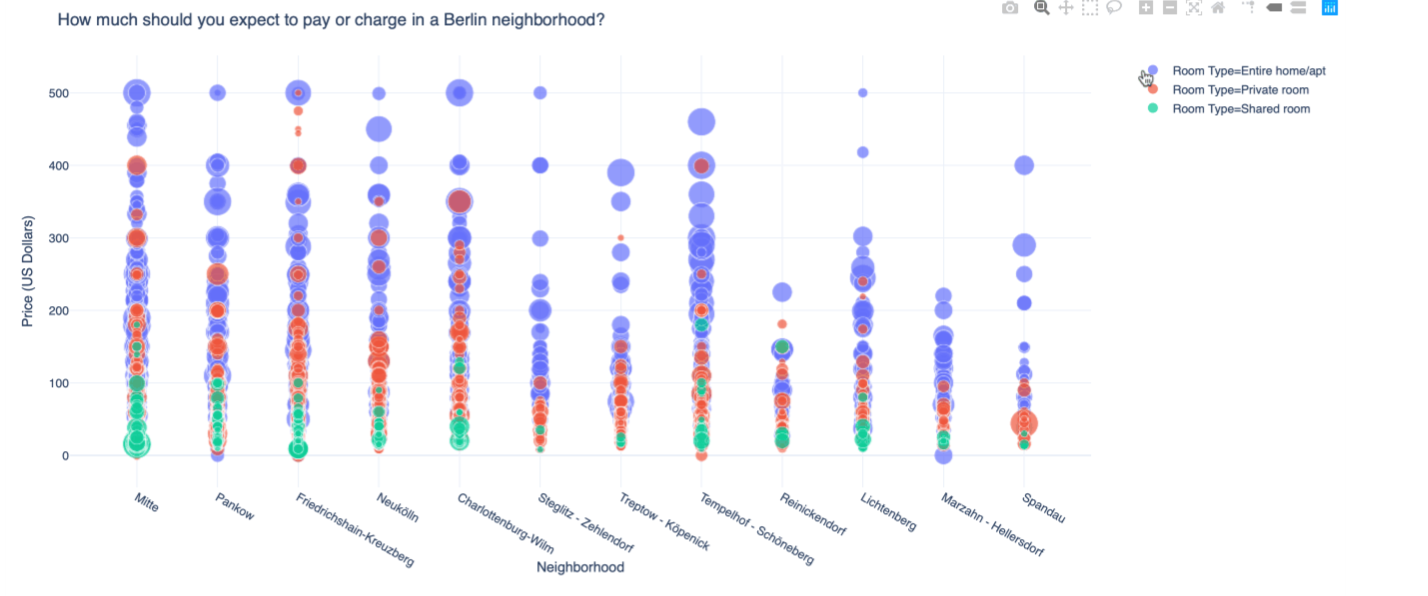 How much should you expect to pay or charge in a Berlin neighborhood?
Room Type=Entire home/apt
Room Type=Private room
Room Type=Shared room
Price (US Dollars)
500
400
300
200
100
0
Mitte
Pankow
Friedrichshain-Kreuzberg
Neukölln
Charlottenburg-Wilm
Steglitz - Zehlendorf
Treptow - Köpenick
Tempelhof - Schöneberg
Reinickendorf
Lichtenberg
Marzahn - Hellersdorf
Spandau
Neighborhood